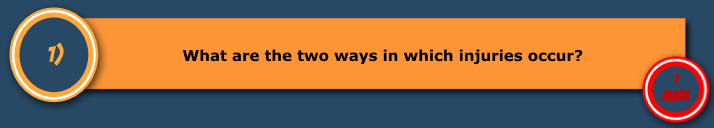 1)
What are the two ways in which injuries occur?
1